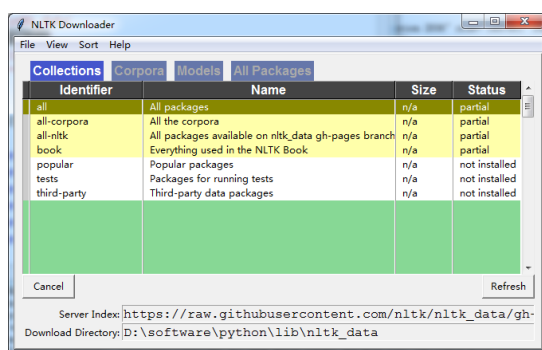 NLTK Downloader
File View Sort Help
Collections Corpora Models All Packages
Identifier Name Size Status
all All packages n/a partial
all-corpora All the corpora n/a partial
all-nltk All packages available on nltk_data gh-pages branch n/a partial
book Everything used in the NLTK Book n/a partial
popular Popular packages n/a not installed
tests Packages for running tests n/a not installed
third-party Third-party data packages n/a not installed
Cancel Refresh
Server Index: https://raw.githubusercontent.com/nltk/nltk_data/gh-
Download Directory: D:\software\python\lib\nltk_data